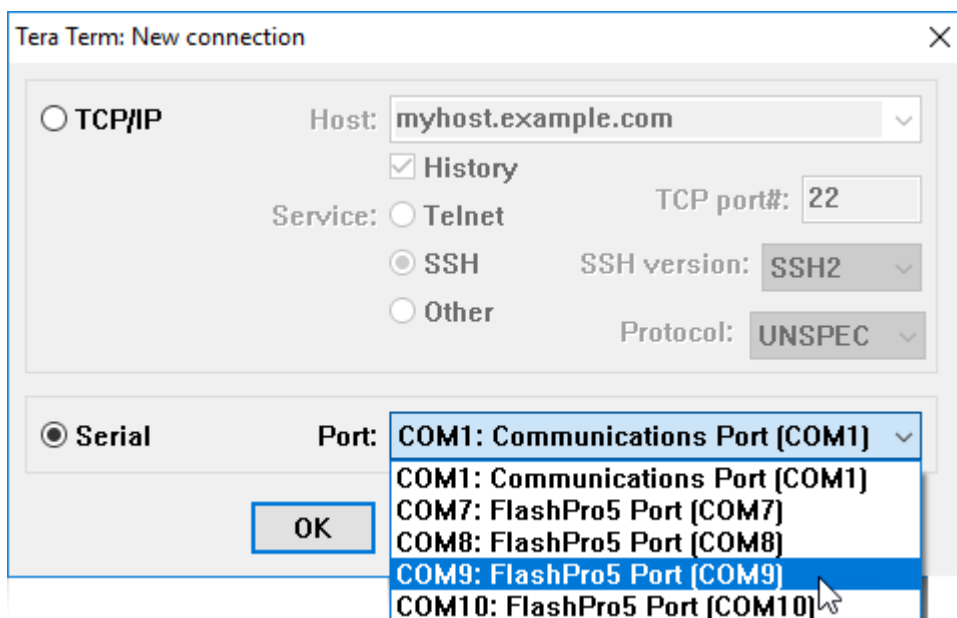 Tera Term: New connection
TCP/IP Host: myhost.example.com
History
Service: Telnet TCP port#: 22
SSH SSH version: SSH2
Other Protocol: UNSPEC
Serial Port: COM1: Communications Port (COM1)
COM1: Communications Port (COM1)
COM7: FlashPro5 Port (COM7)
OK COM8: FlashPro5 Port (COM8)
COM9: FlashPro5 Port (COM9)
COM10: FlashPro5 Port (COM10)